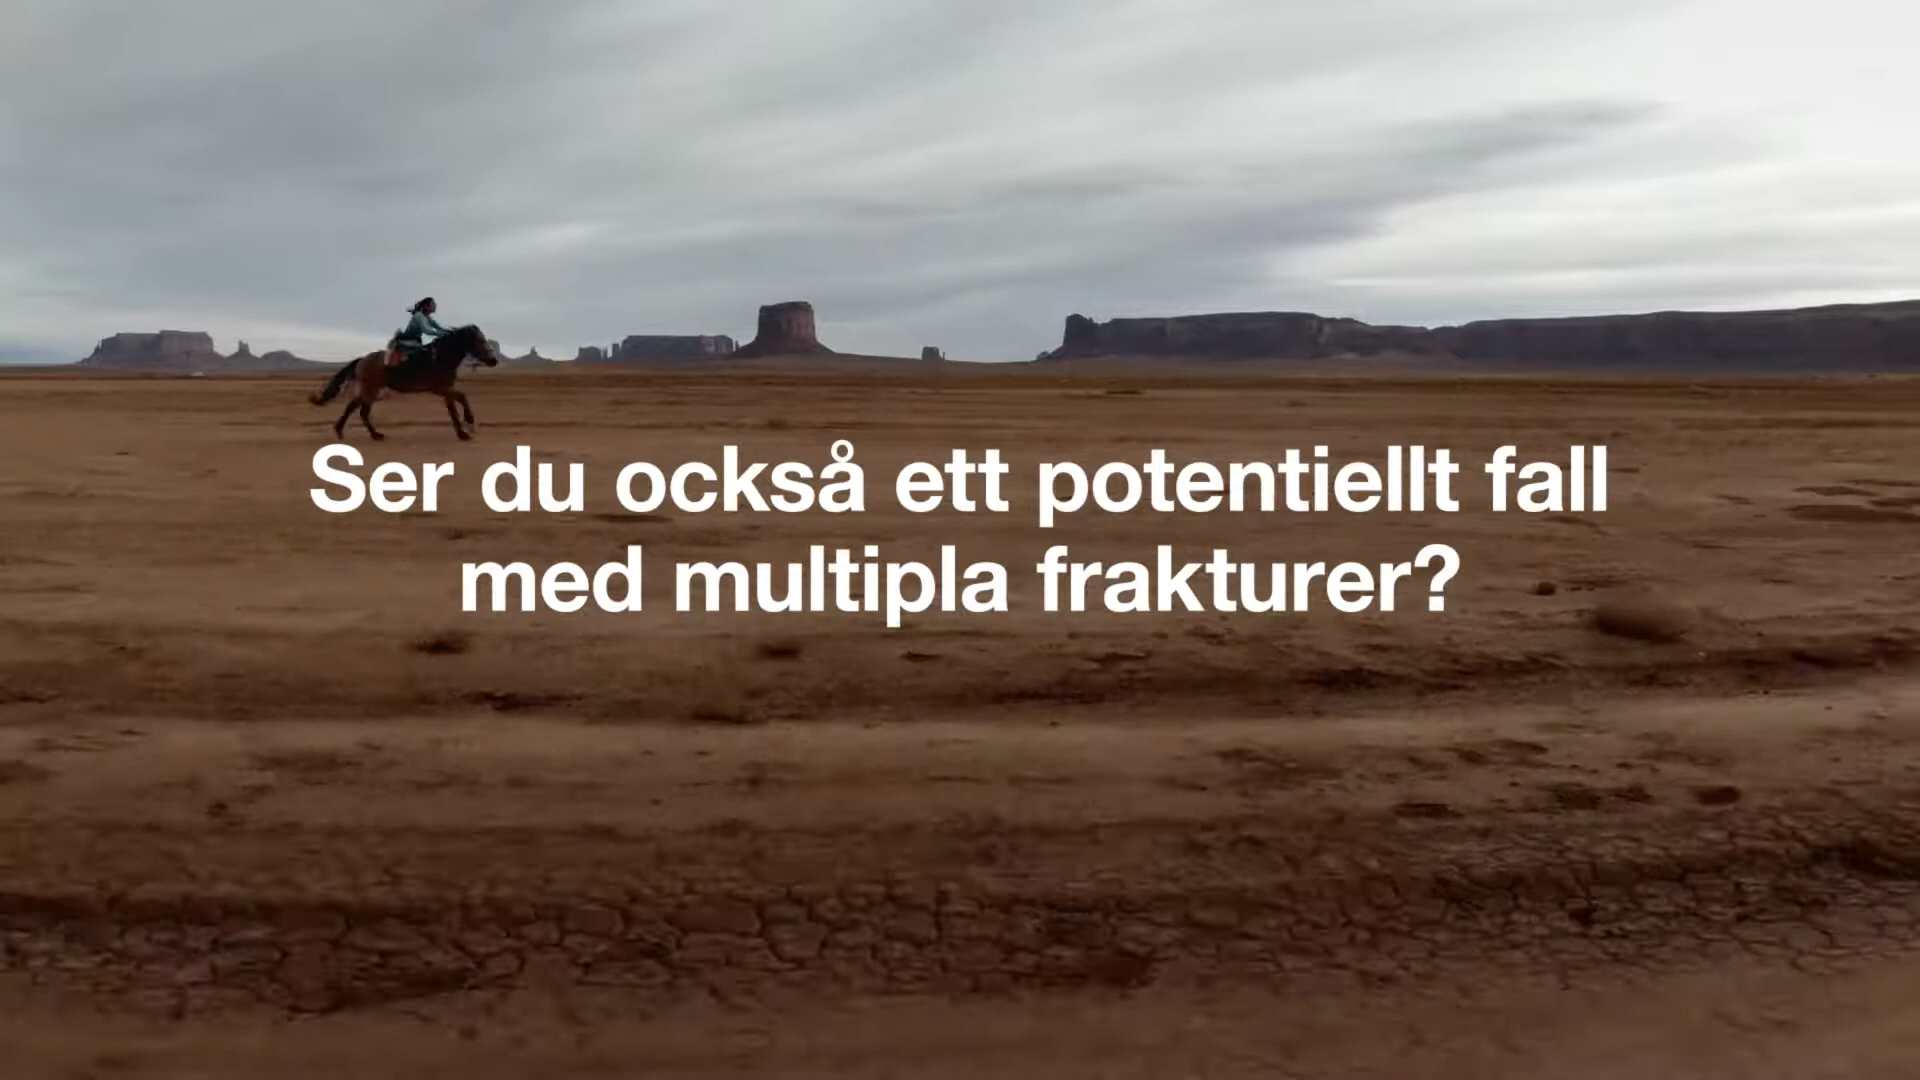 Ser du också ett potentiellt fall
med multipla frakturer?